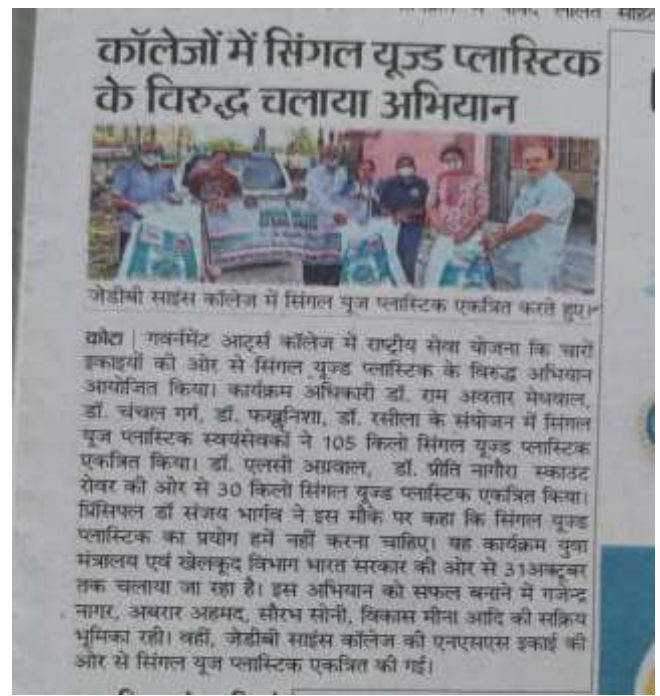 कॉलेजों में सिंगल यूज्ड प्लास्टिक
के विरुद्ध चलाया अभियान
जेडीबी साइंस कॉलेज में सिंगल यूज प्लास्टिक एकत्रित करते हुए।
कोटा | गवर्नमेंट आर्ट्स कॉलेज में राष्ट्रीय सेवा योजना कि चारों
इकाइयों की ओर से सिंगल यूज्ड प्लास्टिक के विरुद्ध अभियान
आयोजित किया। कार्यक्रम अधिकारी डॉ. राम अवतार मेघवाल,
डॉ. चंचल गर्ग, डॉ. फखुनिशा, डॉ. रसीला के संयोजन में सिंगल
यूज प्लास्टिक स्वयंसेवकों ने 105 किलो सिंगल यूज्ड प्लास्टिक
एकत्रित किया। डॉ. एलसी अग्रवाल, डॉ. प्रीति नागौरा स्काउट
रोवर की ओर से 30 किलो सिंगल यूज्ड प्लास्टिक एकत्रित किया।
प्रिंसिपल डॉ संजय भार्गव ने इस मौके पर कहा कि सिंगल यूज्ड
प्लास्टिक का प्रयोग हमें नहीं करना चाहिए। यह कार्यक्रम युवा
मंत्रालय एवं खेलकूद विभाग भारत सरकार की ओर से 31अक्टूबर
तक चलाया जा रहा है। इस अभियान को सफल बनाने में गजेन्द्र
नागर, अबरार अहमद, सौरभ सोनी, विकास मीना आदि की सक्रिय
भूमिका रही। वहीं, जेडीबी साइंस कॉलेज की एनएसएस इकाई की
ओर से सिंगल यूज प्लास्टिक एकत्रित की गई।